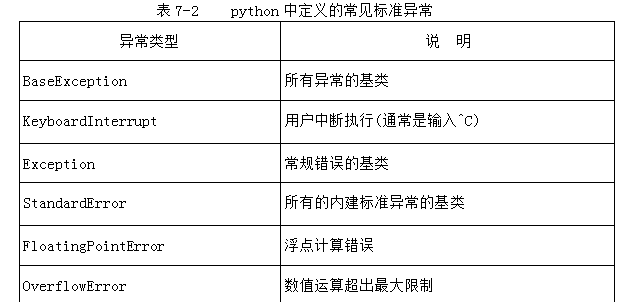 表 7-2 python 中定义的常见标准异常
异常类型 说 明
BaseException 所有异常的基类
KeyboardInterrupt 用户中断执行(通常是输入^C)
Exception 常规错误的基类
StandardError 所有的内建标准异常的基类
FloatingPointError 浮点计算错误
OverflowError 数值运算超出最大限制